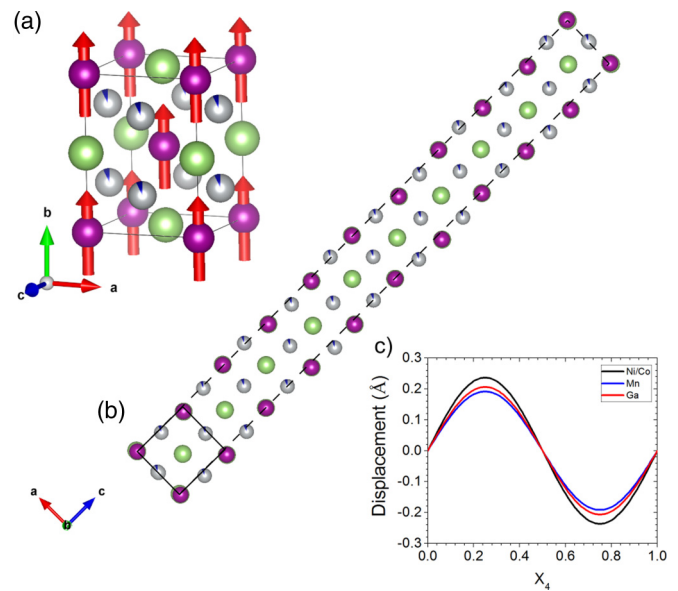 (a)
b
a
c
(b)
a
c
b
c)
Displacement (Å)
0.3
0.2
0.1
0.0
-0.1
-0.2
-0.3
Ni/Co
Mn
Ga
0.0 0.2 0.4 0.6 0.8 1.0
X4